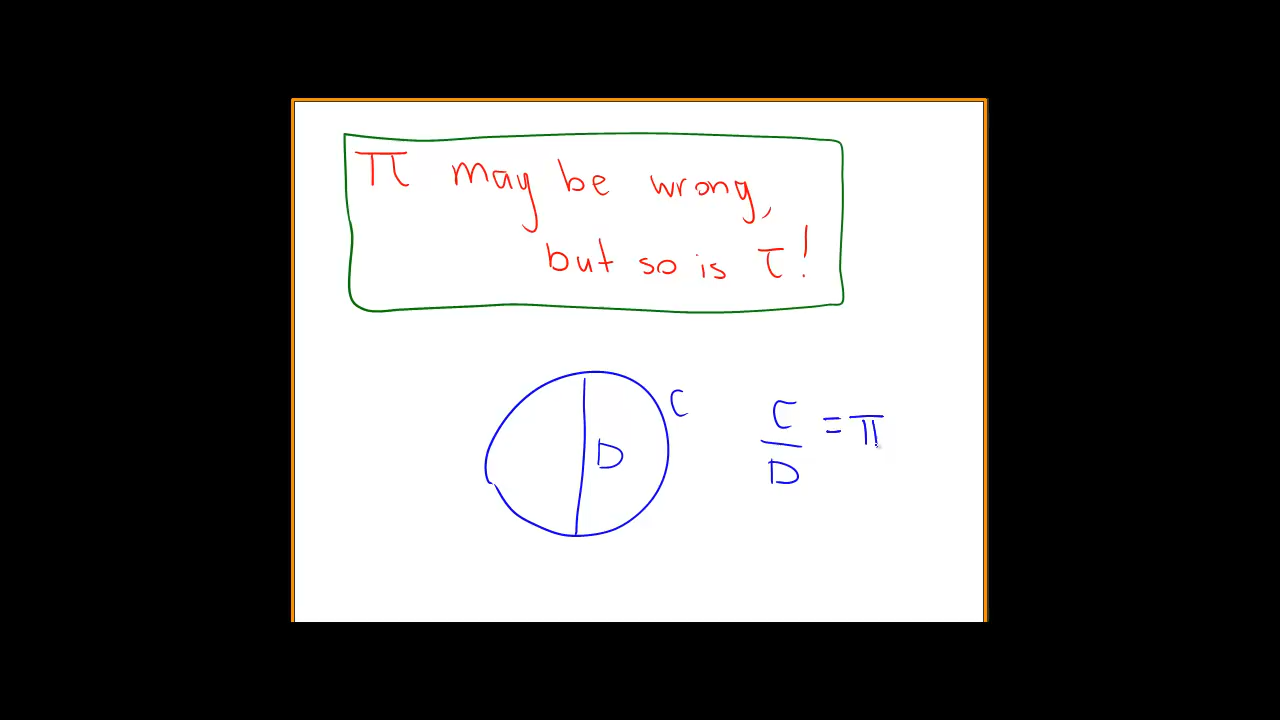 π may be wrong,
but so is τ!
C
D
C/D = π